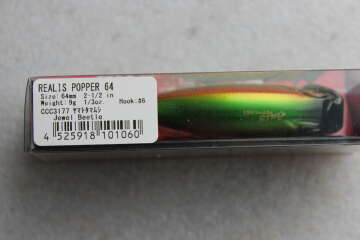 REALIS POPPER 64
Size: 64mm 2-1/2 in
Weight: 9g 1/3oz. Hook: #6
CCC3177 ヤマトタマムシ
Jewel Beetle
4 525918 101060